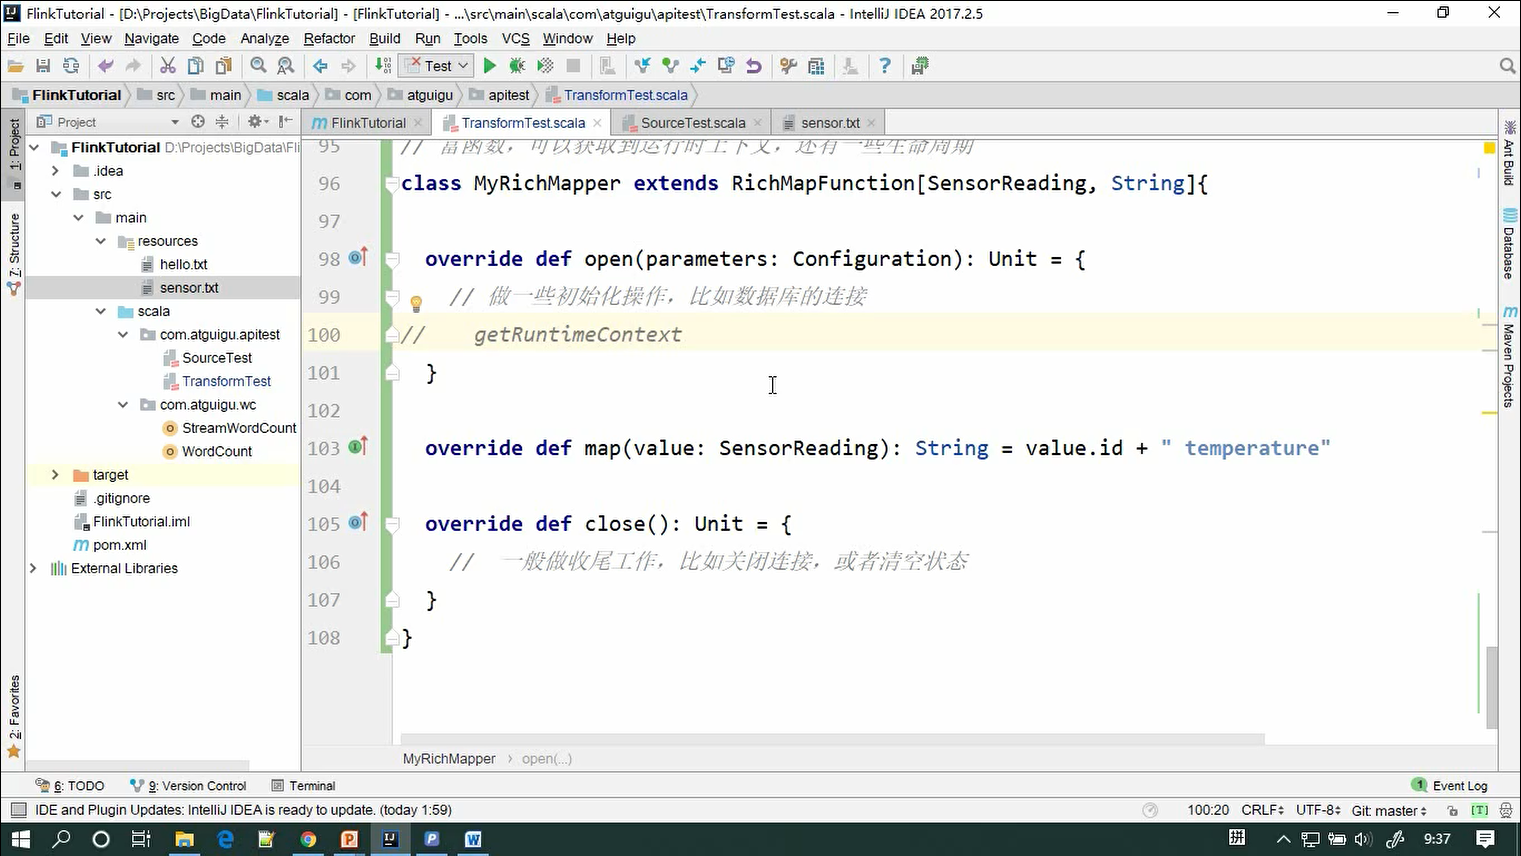 FlinkTutorial - [D:\Projects\BigData\FlinkTutorial] - [FlinkTutorial] - ...\src\main\scala\com\atguigu\apitest\TransformTest.scala - IntelliJ IDEA 2017.2.5
File Edit View Navigate Code Analyze Refactor Build Run Tools VCS Window Help
Test
FlinkTutorial src main scala com atguigu apitest TransformTest.scala
Project
FlinkTutorial TransformTest.scala SourceTest.scala sensor.txt
1: Project
7: Structure
2: Favorites
FlinkTutorial D:\Projects\BigData\Fli
.idea
src
main
resources
hello.txt
sensor.txt
scala
com.atguigu.apitest
SourceTest
TransformTest
com.atguigu.wc
StreamWordCount
WordCount
target
.gitignore
FlinkTutorial.iml
pom.xml
External Libraries
95 // 富函数，可以获取到运行时上下文，还有一些生命周期
96 class MyRichMapper extends RichMapFunction[SensorReading, String]{
97
98 override def open(parameters: Configuration): Unit = {
99 // 做一些初始化操作，比如数据库的连接
100 // getRuntimeContext
101 }
102
103 override def map(value: SensorReading): String = value.id + " temperature"
104
105 override def close(): Unit = {
106 // 一般做收尾工作，比如关闭连接，或者清空状态
107 }
108 }
Ant Build
Database
Maven Projects
MyRichMapper open(...)
6: TODO 9: Version Control Terminal 1 Event Log
IDE and Plugin Updates: IntelliJ IDEA is ready to update. (today 1:59) 100:20 CRLF UTF-8 Git: master [T]
拼 9:37